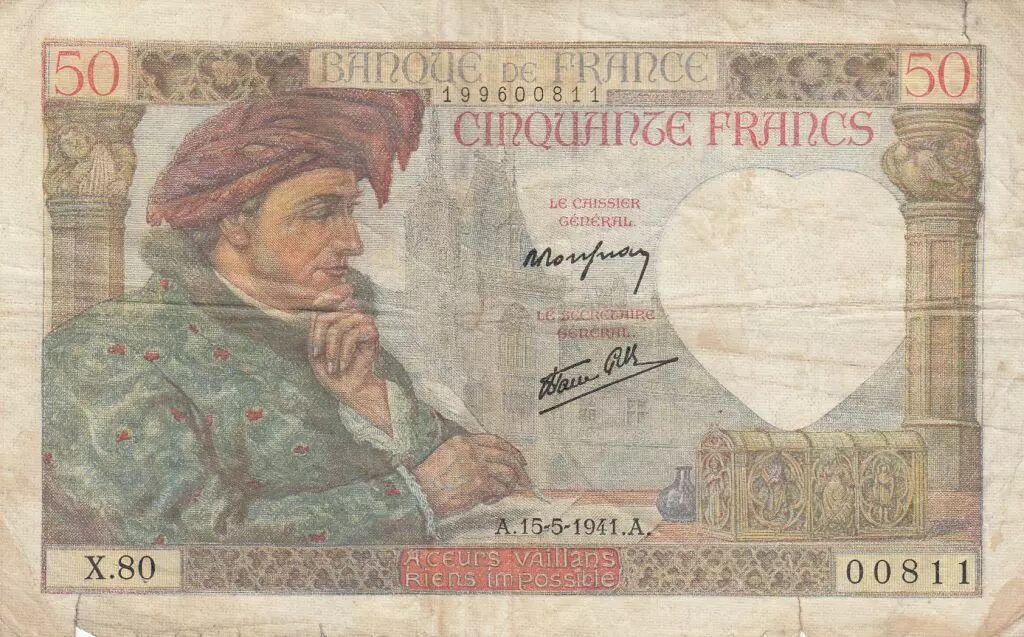 50 BANQUE DE FRANCE 50
199600811
CINQUANTE FRANCS
LE CAISSIER
GÉNÉRAL.
LE SECRÉTAIRE
GÉNÉRAL.
A.15-5-1941.A.
X.80
A CEURS VAILLANS
RIENS IMPOSSIBLE
00811